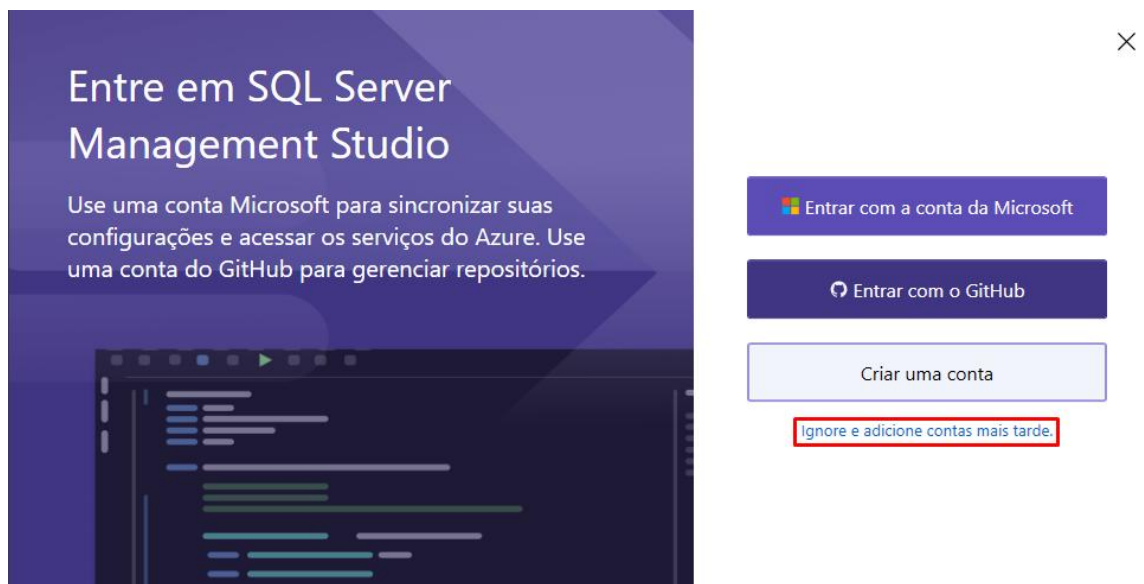 Entre em SQL Server
Management Studio
Use uma conta Microsoft para sincronizar suas
configurações e acessar os serviços do Azure. Use
uma conta do GitHub para gerenciar repositórios.
Entrar com a conta da Microsoft
Entrar com o GitHub
Criar uma conta
Ignore e adicione contas mais tarde.